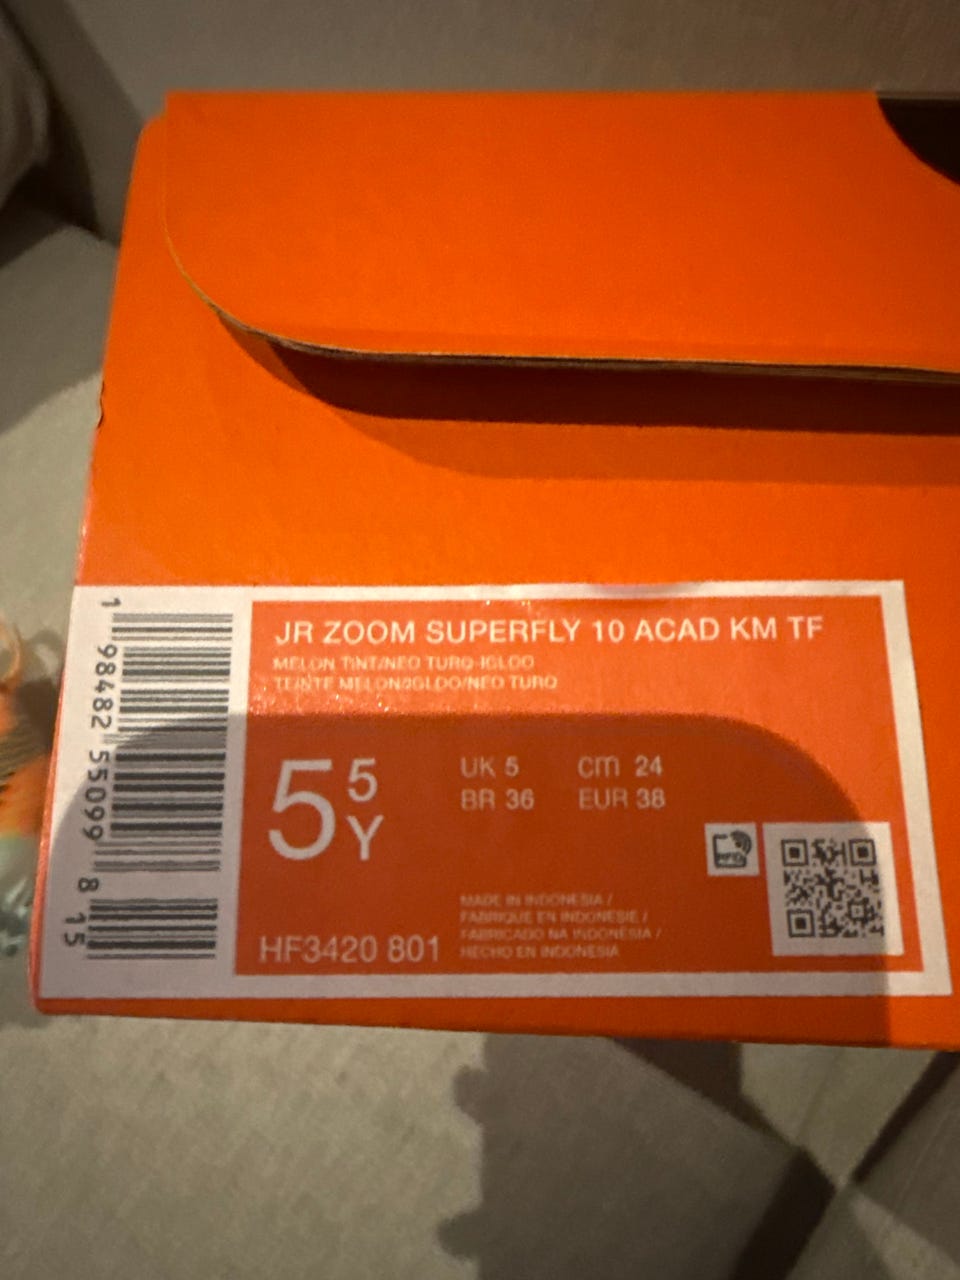 JR ZOOM SUPERFLY 10 ACAD KM TF
MELON TINT/NEO TURQ-IGLOO
TEINTE MELON/IGLOO/NEO TURQ
5 5 Y
UK 5 cm 24
BR 36 EUR 38
RFID
MADE IN INDONESIA /
FABRIQUE EN INDONESIE /
FABRICADO NA INDONÉSIA /
HECHO EN INDONESIA
HF3420 801
1 98482 55099 8 15